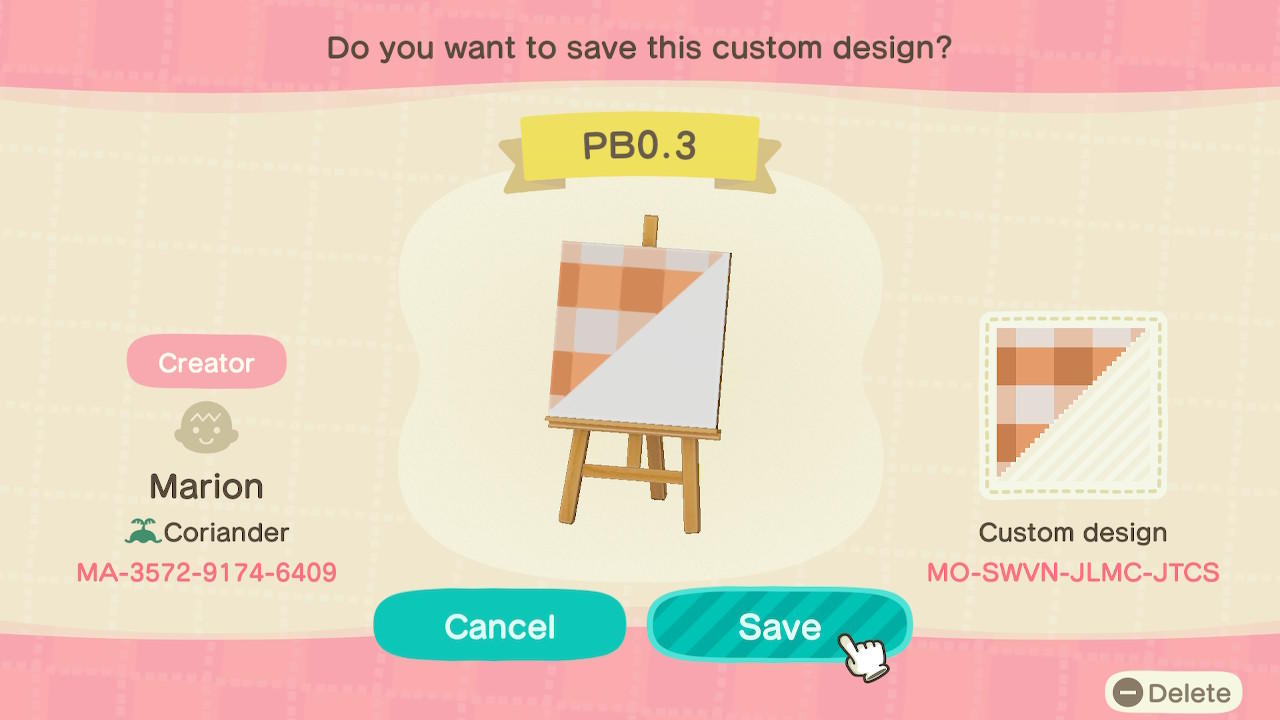 Do you want to save this custom design?
PB0.3
Creator
Marion
Coriander
MA-3572-9174-6409
Custom design
MO-SWVN-JLMC-JTCS
Cancel
Save
Delete